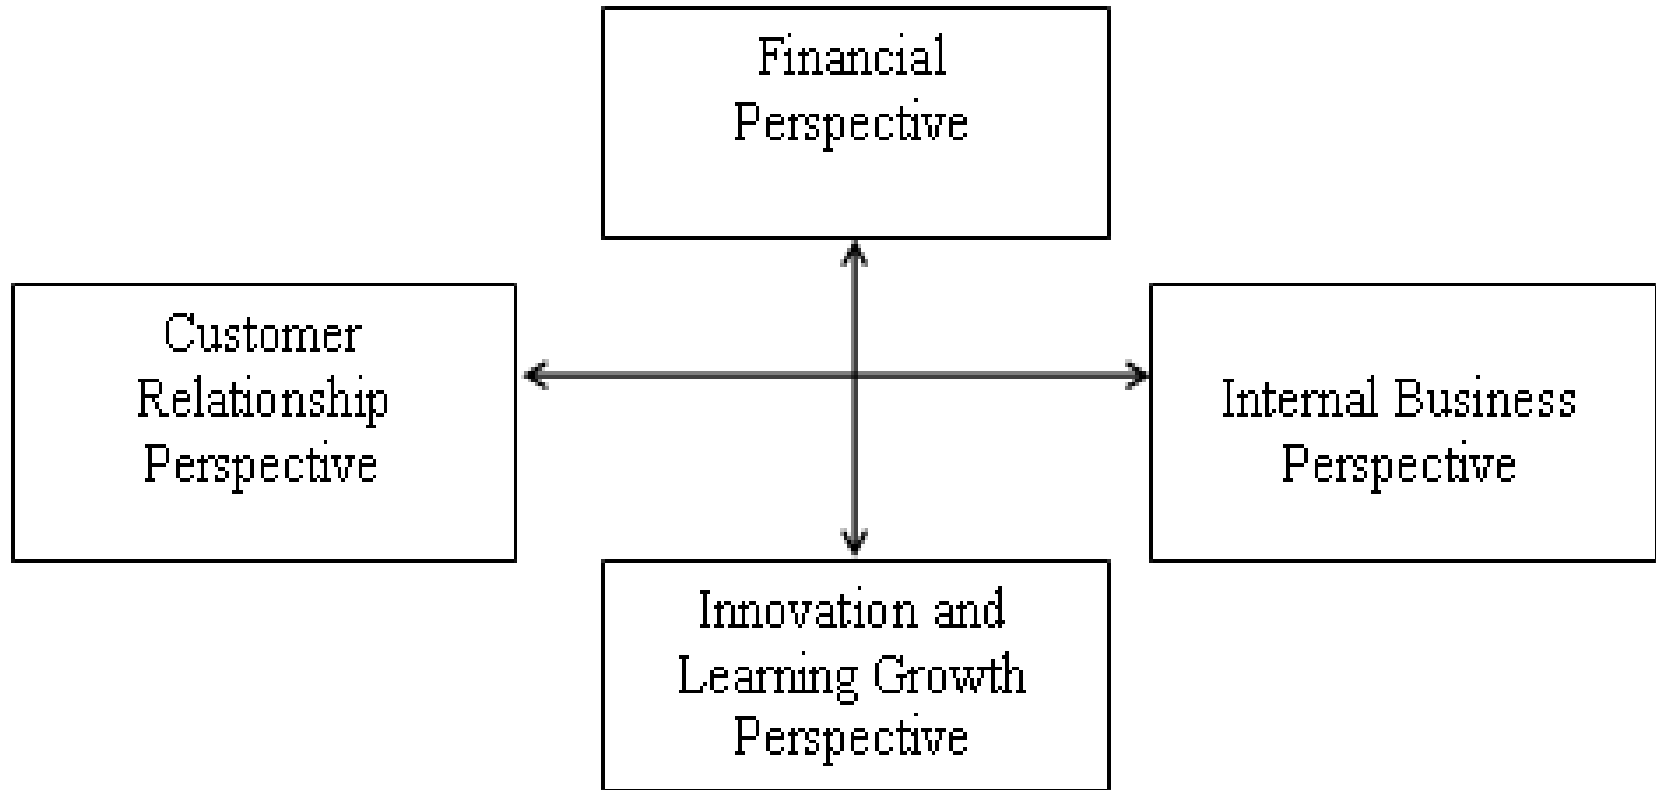 Financial
Perspective
Customer
Relationship
Perspective
Internal Business
Perspective
Innovation and
Learning Growth
Perspective